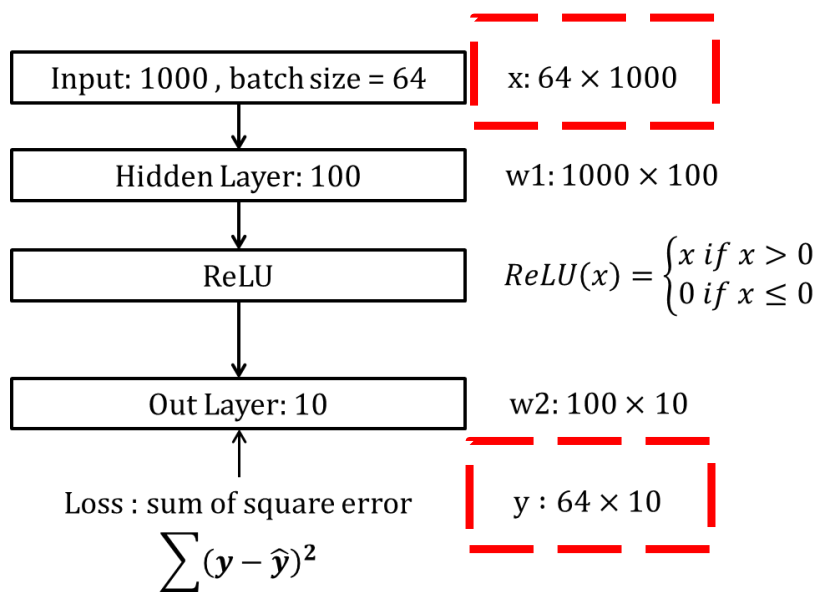 Input: 1000 , batch size = 64
x: 64 × 1000
Hidden Layer: 100
w1: 1000 × 100
ReLU
ReLU(x) = {x if x > 0
0 if x ≤ 0
Out Layer: 10
w2: 100 × 10
Loss : sum of square error
y : 64 × 10
∑(y − ŷ)²